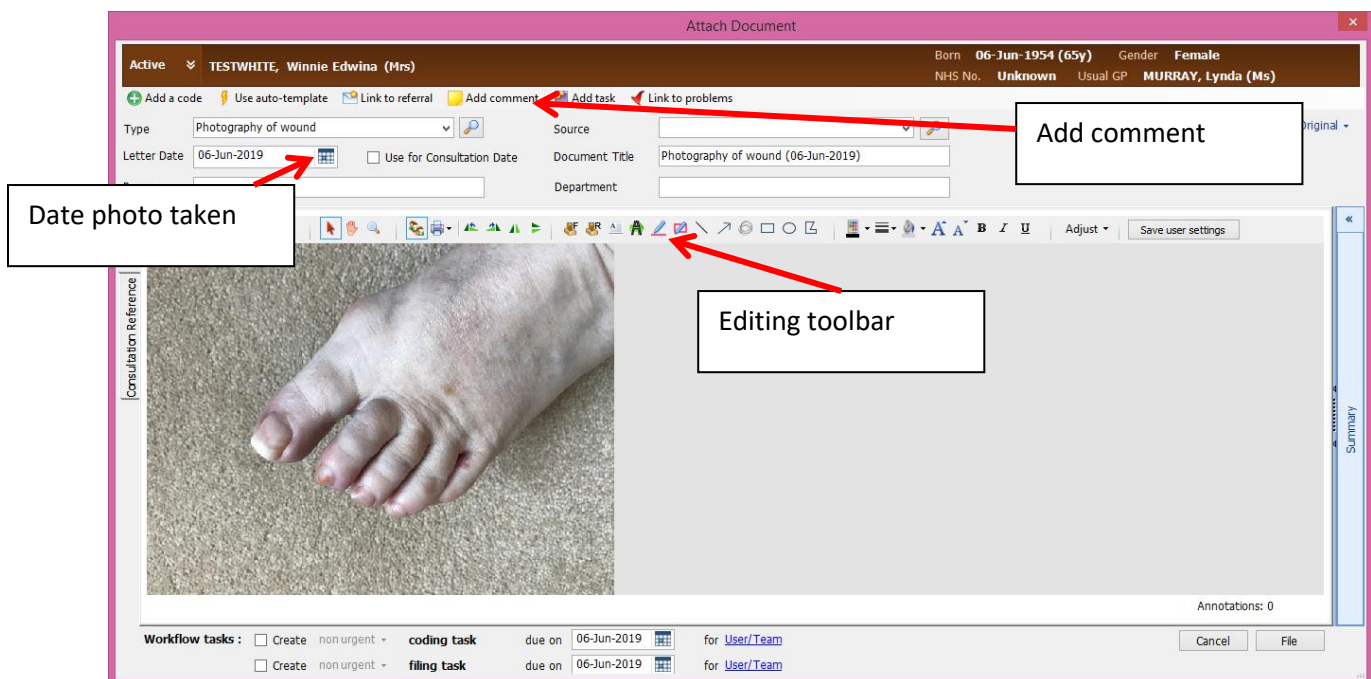 Attach Document
Active TESTWHITE, Winnie Edwina (Mrs) Born 06-Jun-1954 (65y) Gender Female
NHS No. Unknown Usual GP MURRAY, Lynda (Ms)
Add a code Use auto-template Link to referral Add comment Add task Link to problems
Add comment
Type Photography of wound Source Original
Letter Date 06-Jun-2019 Use for Consultation Date Document Title Photography of wound (06-Jun-2019)
Department
Date photo taken
A A B I U Adjust Save user settings
Editing toolbar
Consultation Reference
Summary
Annotations: 0
Workflow tasks : Create non urgent coding task due on 06-Jun-2019 for User/Team Cancel File
Create non urgent filing task due on 06-Jun-2019 for User/Team